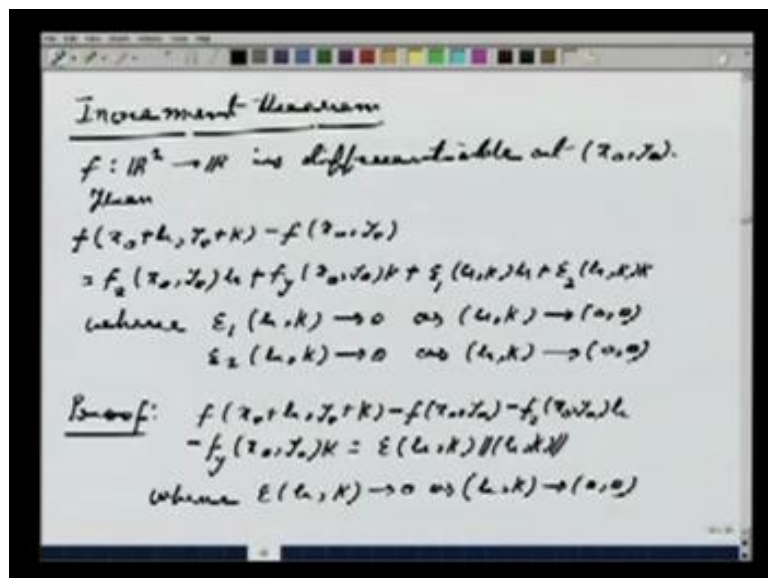 Increment theorem
f : ℝ² → ℝ is differentiable at (x₀, y₀).
Then
f(x₀+h, y₀+k) − f(x₀, y₀)
= fₓ(x₀, y₀)h + f_y(x₀, y₀)k + ε₁(h,k)h + ε₂(h,k)k
where ε₁(h,k) → 0 as (h,k) → (0,0)
ε₂(h,k) → 0 as (h,k) → (0,0)
Proof: f(x₀+h, y₀+k) − f(x₀, y₀) − fₓ(x₀, y₀)h
− f_y(x₀, y₀)k = ε(h,k) ‖(h,k)‖
where ε(h,k) → 0 as (h,k) → (0,0)